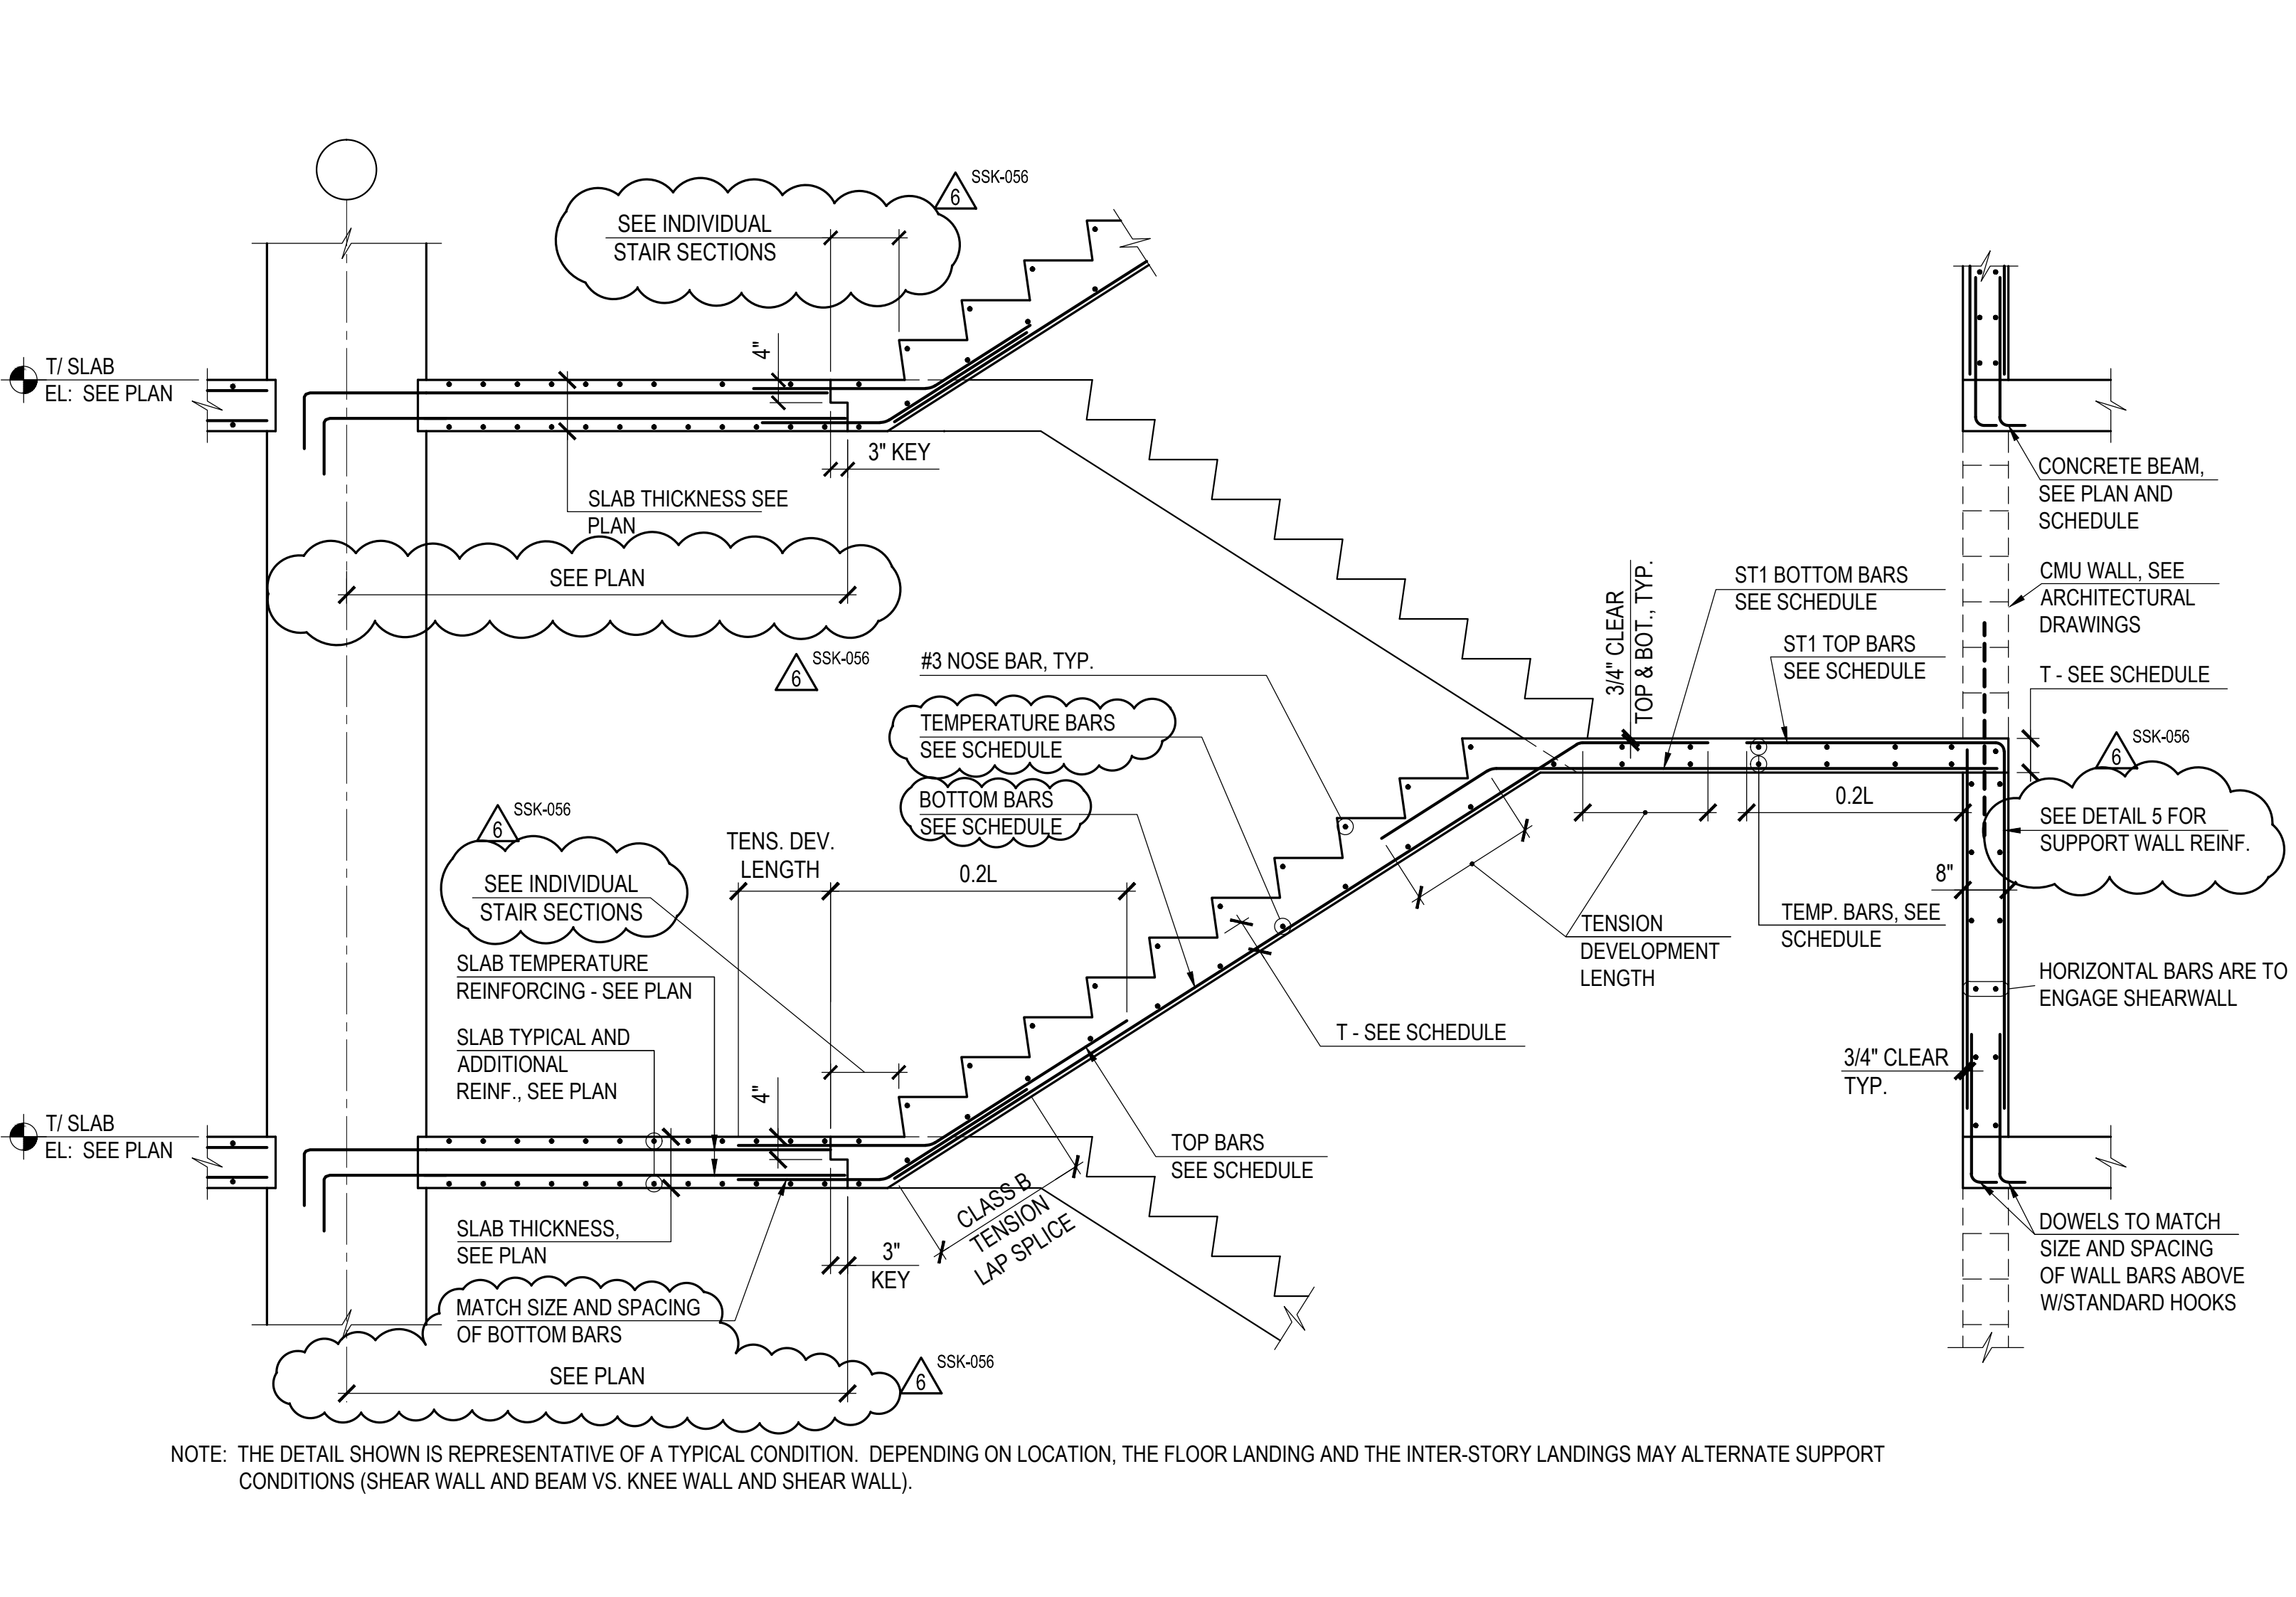 SEE INDIVIDUAL
STAIR SECTIONS
6
SSK-056
T/ SLAB
EL:  SEE PLAN
4"
3" KEY
SLAB THICKNESS SEE
PLAN
SEE PLAN
6
SSK-056
CONCRETE BEAM,
SEE PLAN AND
SCHEDULE
CMU WALL, SEE
ARCHITECTURAL
DRAWINGS
T - SEE SCHEDULE
ST1 BOTTOM BARS
SEE SCHEDULE
ST1 TOP BARS
SEE SCHEDULE
3/4" CLEAR
TOP & BOT., TYP.
#3 NOSE BAR, TYP.
TEMPERATURE BARS
SEE SCHEDULE
BOTTOM BARS
SEE SCHEDULE
6
SSK-056
SEE DETAIL 5 FOR
SUPPORT WALL REINF.
0.2L
8"
6
SSK-056
SEE INDIVIDUAL
STAIR SECTIONS
TENS. DEV.
LENGTH
0.2L
TENSION
DEVELOPMENT
LENGTH
TEMP. BARS, SEE
SCHEDULE
HORIZONTAL BARS ARE TO
ENGAGE SHEARWALL
SLAB TEMPERATURE
REINFORCING - SEE PLAN
SLAB TYPICAL AND
ADDITIONAL
REINF., SEE PLAN
T - SEE SCHEDULE
3/4" CLEAR
TYP.
4"
T/ SLAB
EL:  SEE PLAN
TOP BARS
SEE SCHEDULE
CLASS B
TENSION
LAP SPLICE
SLAB THICKNESS,
SEE PLAN
3"
KEY
DOWELS TO MATCH
SIZE AND SPACING
OF WALL BARS ABOVE
W/STANDARD HOOKS
MATCH SIZE AND SPACING
OF BOTTOM BARS
SEE PLAN
6
SSK-056
NOTE:  THE DETAIL SHOWN IS REPRESENTATIVE OF A TYPICAL CONDITION.  DEPENDING ON LOCATION, THE FLOOR LANDING AND THE INTER-STORY LANDINGS MAY ALTERNATE SUPPORT
CONDITIONS (SHEAR WALL AND BEAM VS. KNEE WALL AND SHEAR WALL).